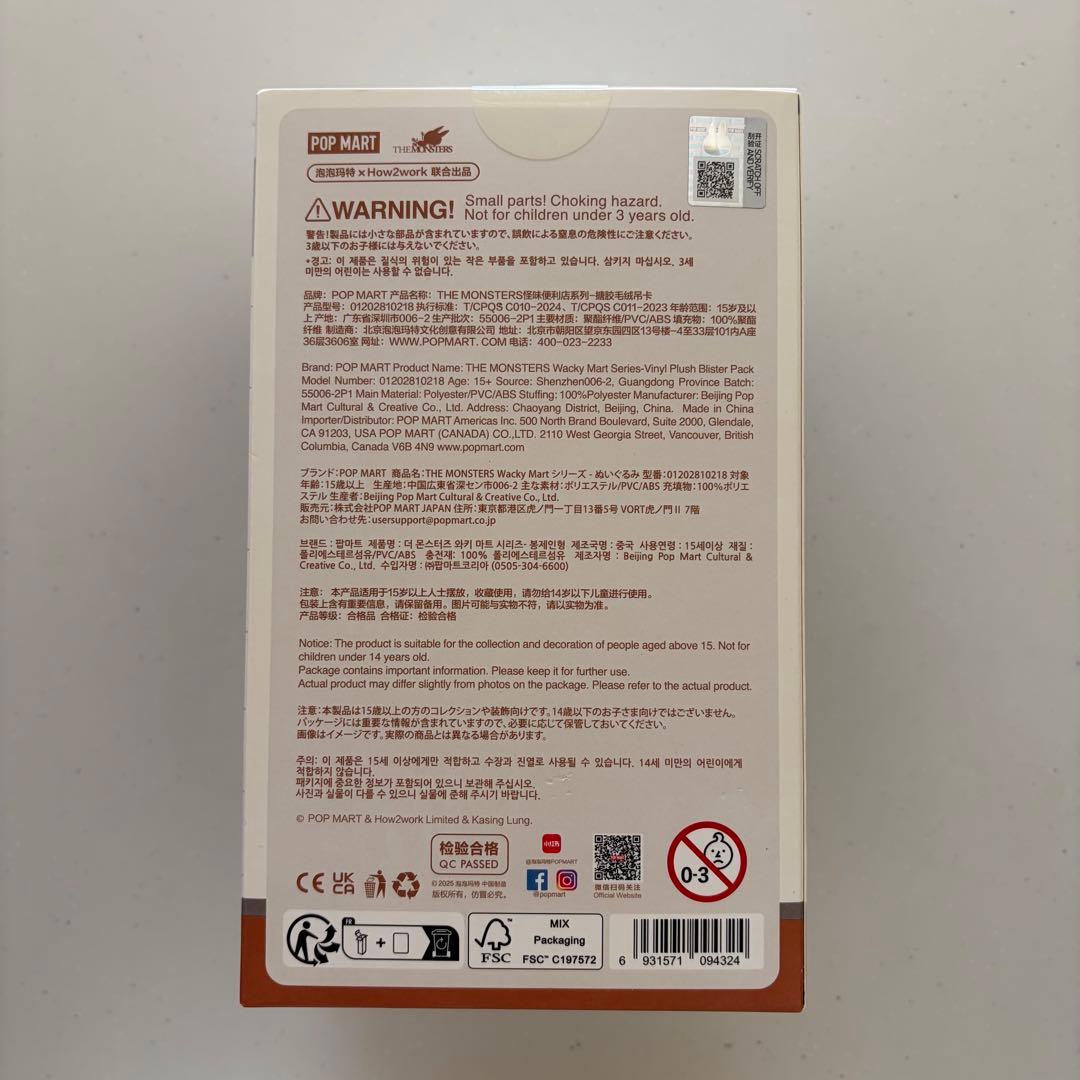 POP MART
THE MONSTERS
泡泡玛特×How2work 联合出品
开证 SCRATCH OFF
刮验 AND VERIFY
WARNING! Small parts! Choking hazard.
Not for children under 3 years old.
警告!製品には小さな部品が含まれていますので、誤飲による窒息の危険性にご注意ください。
3歳以下のお子様には与えないでください。
*경고: 이 제품은 질식의 위험이 있는 작은 부품을 포함하고 있습니다. 삼키지 마십시오. 3세
미만의 어린이는 사용할 수 없습니다.
品牌: POP MART 产品名称: THE MONSTERS怪味便利店系列-搪胶毛绒吊卡
产品型号: 01202810218 执行标准: T/CPQS C010-2024、T/CPQS C011-2023 年龄范围: 15岁及以
上 产地: 广东省深圳市006-2 生产批次: 55006-2P1 主要材质: 聚酯纤维/PVC/ABS 填充物: 100%聚酯
纤维 制造商: 北京泡泡玛特文化创意有限公司 地址: 北京市朝阳区望京东园四区13号楼-4至33层101内A座
36层3606室 网址: WWW.POPMART. COM 电话: 400-023-2233
Brand: POP MART Product Name: THE MONSTERS Wacky Mart Series-Vinyl Plush Blister Pack
Model Number: 01202810218 Age: 15+ Source: Shenzhen006-2, Guangdong Province Batch:
55006-2P1 Main Material: Polyester/PVC/ABS Stuffing: 100%Polyester Manufacturer: Beijing Pop
Mart Cultural & Creative Co., Ltd. Address: Chaoyang District, Beijing, China. Made in China
Importer/Distributor: POP MART Americas Inc. 500 North Brand Boulevard, Suite 2000, Glendale,
CA 91203, USA POP MART (CANADA) CO.,LTD. 2110 West Georgia Street, Vancouver, British
Columbia, Canada V6B 4N9 www.popmart.com
ブランド:POP MART 商品名:THE MONSTERS Wacky Mart シリーズ - ぬいぐるみ 型番:01202810218 対象
年齢:15歳以上 生産地:中国広東省深セン市006-2 主な素材:ポリエステル/PVC/ABS 充填物:100%ポリエ
ステル 生産者:Beijing Pop Mart Cultural & Creative Co., Ltd.
販売元:株式会社POP MART JAPAN 住所:東京都港区虎ノ門一丁目13番5号 VORT虎ノ門Ⅱ 7階
お問い合わせ先:usersupport@popmart.co.jp
브랜드 : 팝마트 제품명 : 더 몬스터즈 와키 마트 시리즈- 봉제인형 제조국명 : 중국 사용연령 : 15세이상 재질 :
폴리에스테르섬유/PVC/ABS 충전재: 100% 폴리에스테르섬유 제조자명 : Beijing Pop Mart Cultural &
Creative Co., Ltd. 수입자명 : ㈜팝마트코리아 (0505-304-6600)
注意: 本产品适用于15岁以上人士摆放，收藏使用，请勿给14岁以下儿童进行使用。
包装上含有重要信息，请保留备用。图片可能与实物不符，请以实物为准。
产品等级: 合格品 合格证: 检验合格
Notice: The product is suitable for the collection and decoration of people aged above 15. Not for
children under 14 years old.
Package contains important information. Please keep it for further use.
Actual product may differ slightly from photos on the package. Please refer to the actual product.
注意:本製品は15歳以上の方のコレクションや装飾向けです。14歳以下のお子さま向けではございません。
パッケージには重要な情報が含まれていますので、必要に応じて保管しておいてください。
画像はイメージです。実際の商品とは異なる場合があります。
주의: 이 제품은 15세 이상에게만 적합하고 수장과 진열로 사용될 수 있습니다. 14세 미만의 어린이에게
적합하지 않습니다.
패키지에 중요한 정보가 포함되어 있으니 보관해 주십시오.
사진과 실물이 다를 수 있으니 실물에 준해 주시기 바랍니다.
© POP MART & How2work Limited & Kasing Lung.
检验合格
QC PASSED
小红书
@泡泡玛特POPMART
@popmart
微信扫码关注
Official Website
0-3
CE UK
CA
© 2025 泡泡玛特 中国制造
版权所有，仿冒必究。
FR
+
FSC™
MIX
Packaging
FSC™ C197572
6 931571 094324